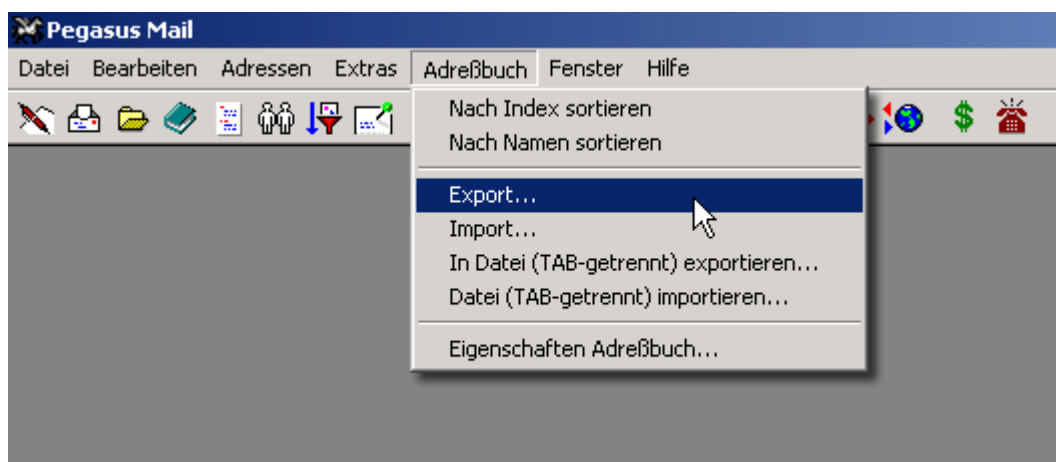 Pegasus Mail
Datei Bearbeiten Adressen Extras Adreßbuch Fenster Hilfe
Nach Index sortieren
Nach Namen sortieren
Export...
Import...
In Datei (TAB-getrennt) exportieren...
Datei (TAB-getrennt) importieren...
Eigenschaften Adreßbuch...